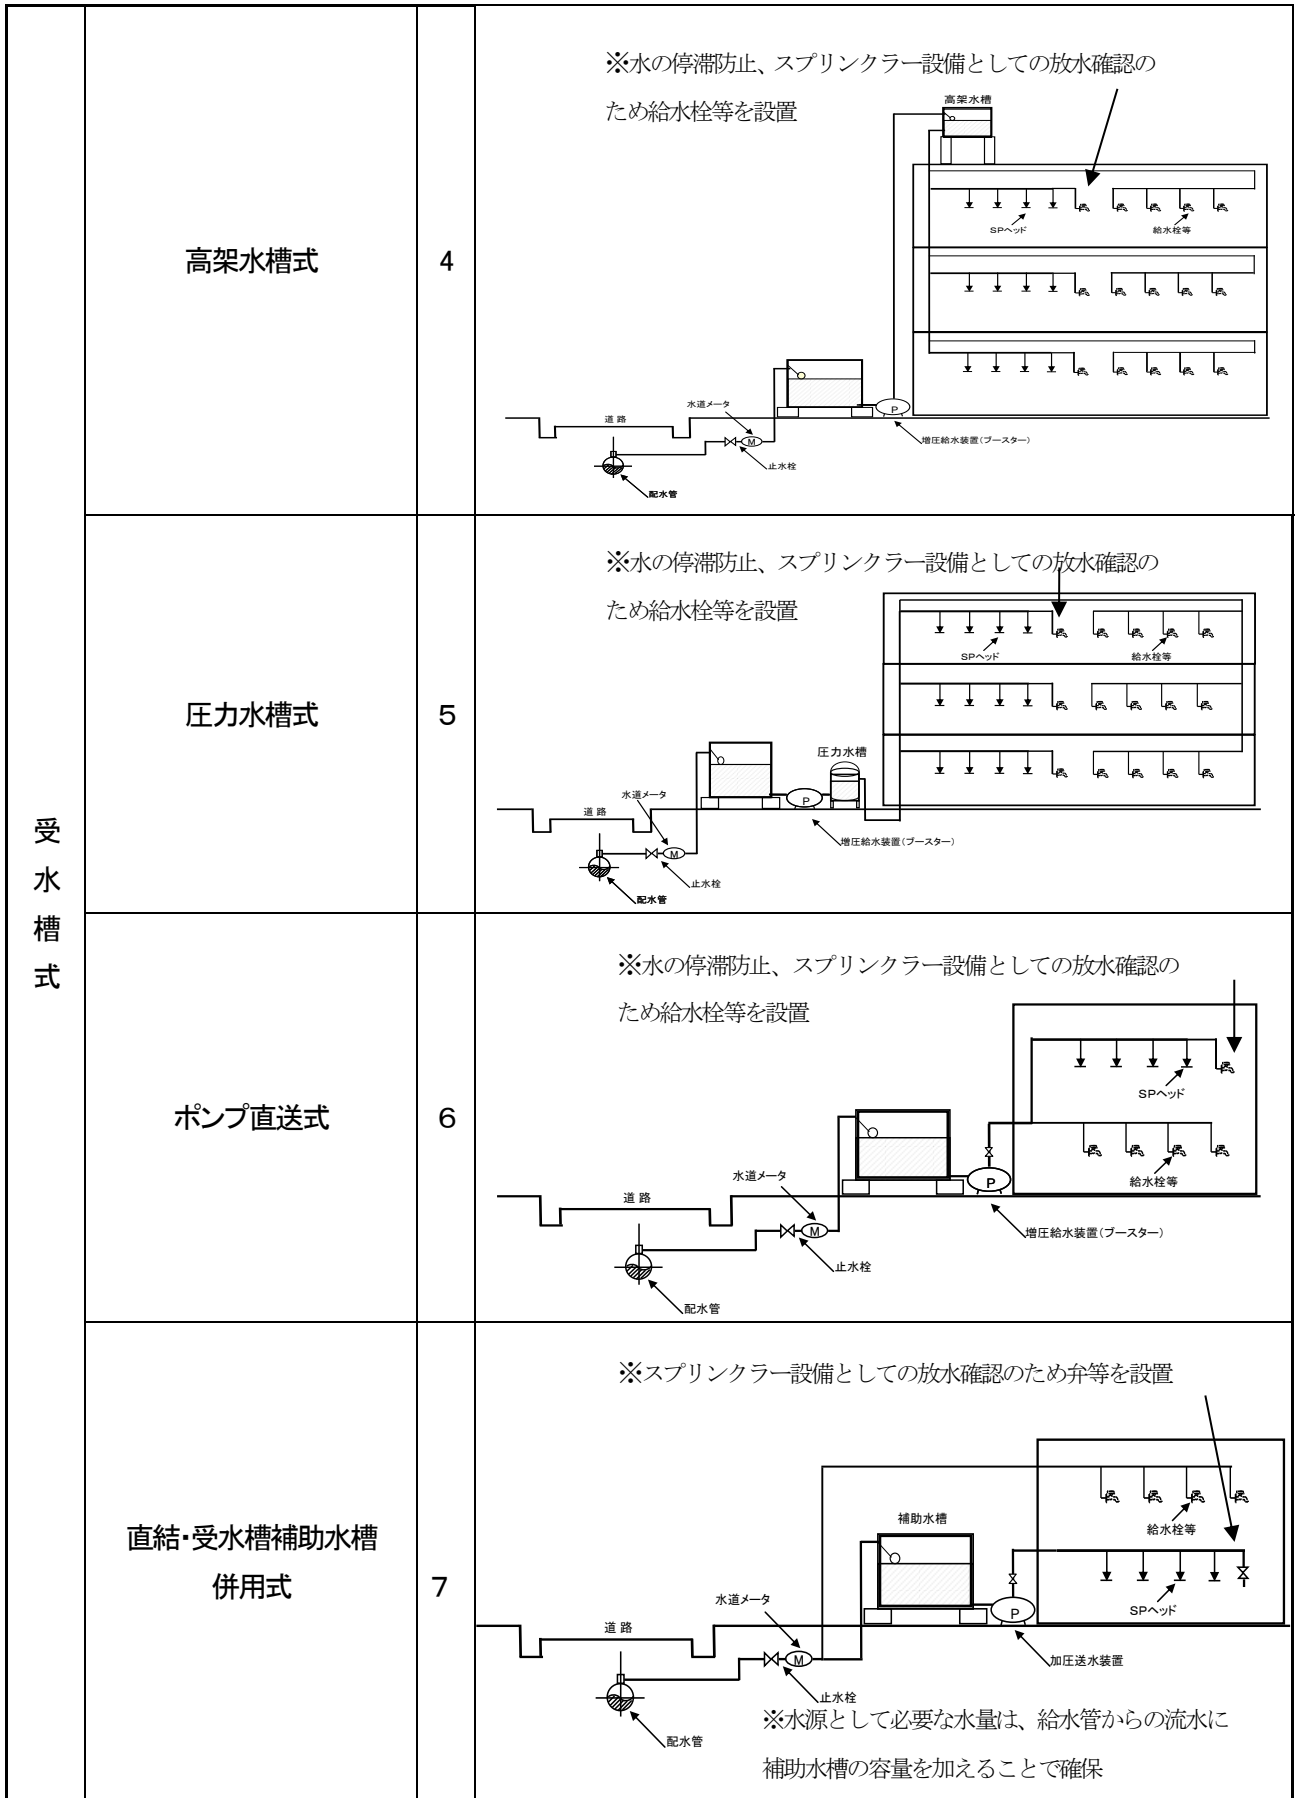 受
水
槽
式
高架水槽式
4
※水の停滞防止、スプリンクラー設備としての放水確認の
ため給水栓等を設置
高架水槽
SPヘッド
給水栓等
水道メータ
道 路
P
M
増圧給水装置(ブースター)
止水栓
配水管
圧力水槽式
5
※水の停滞防止、スプリンクラー設備としての放水確認の
ため給水栓等を設置
SPヘッド
給水栓等
圧力水槽
水道メータ
P
道 路
増圧給水装置(ブースター)
M
止水栓
配水管
ポンプ直送式
6
※水の停滞防止、スプリンクラー設備としての放水確認の
ため給水栓等を設置
SPヘッド
水道メータ
P
給水栓等
道 路
M
増圧給水装置(ブースター)
止水栓
配水管
直結・受水槽補助水槽
併用式
7
※スプリンクラー設備としての放水確認のため弁等を設置
補助水槽
給水栓等
水道メータ
P
SPヘッド
道 路
M
加圧送水装置
止水栓
配水管
※水源として必要な水量は、給水管からの流水に
補助水槽の容量を加えることで確保